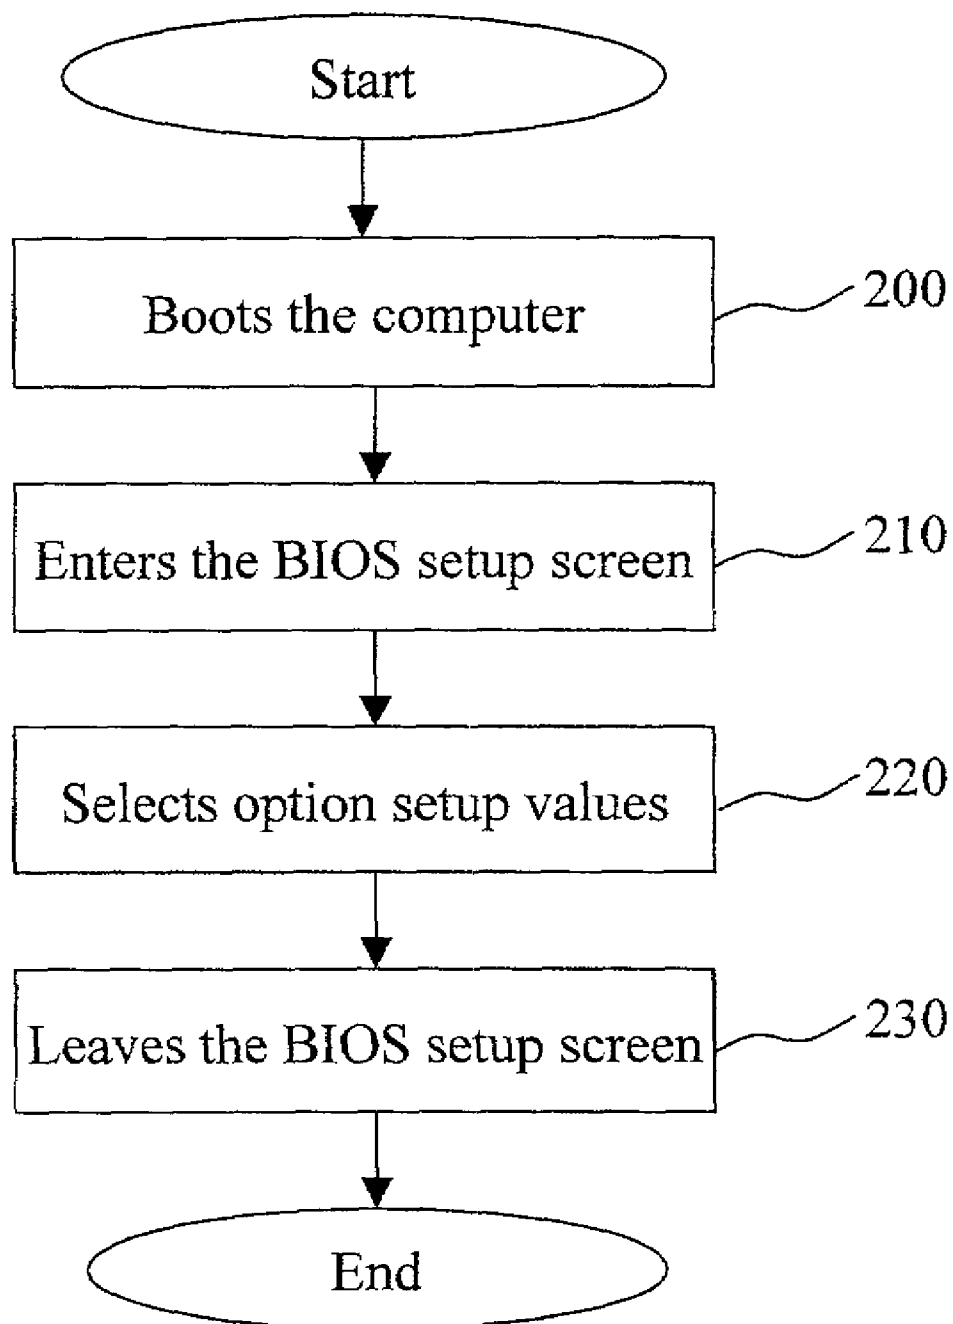 Start
Boots the computer
200
Enters the BIOS setup screen
210
Selects option setup values
220
Leaves the BIOS setup screen
230
End